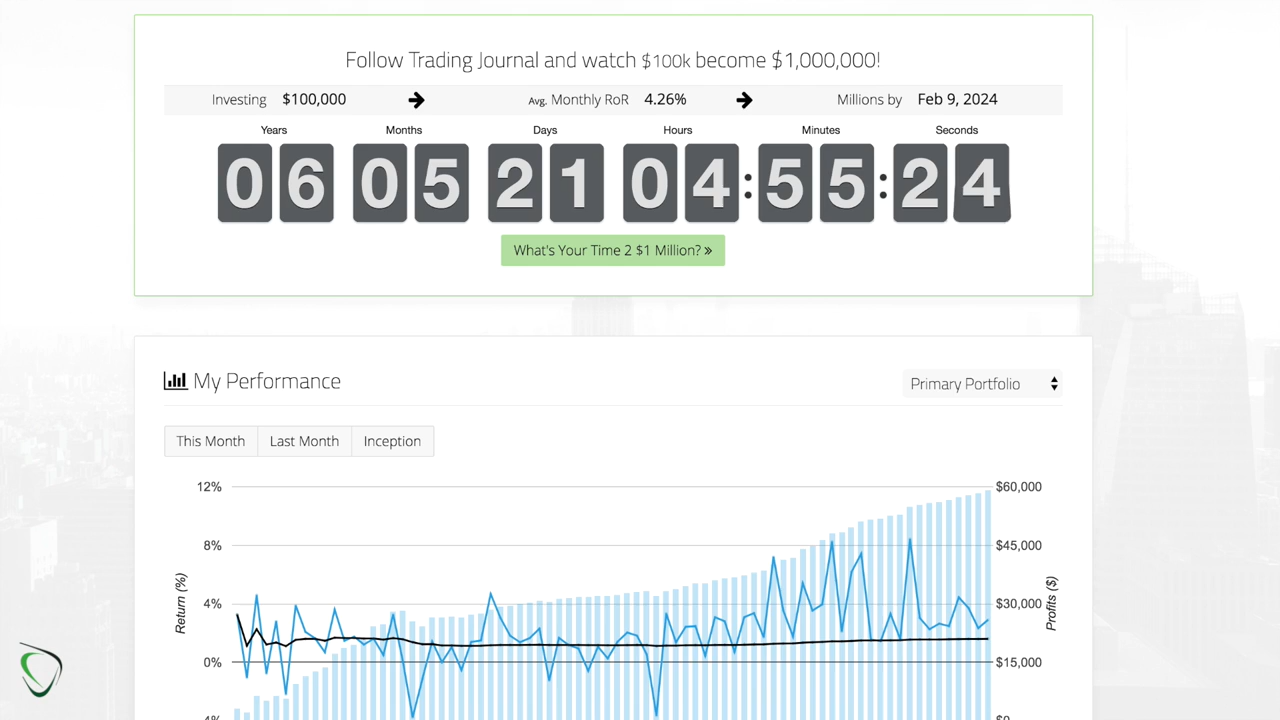 Follow Trading Journal and watch $100k become $1,000,000!
Investing $100,000 Avg. Monthly RoR 4.26% Millions by Feb 9, 2024
Years Months Days Hours Minutes Seconds
06 05 21 04:55:24
What's Your Time 2 $1 Million? »
My Performance
Primary Portfolio
This Month Last Month Inception
12% $60,000
8% $45,000
4% $30,000
0% $15,000
-4% $0
Return (%)
Profits ($)